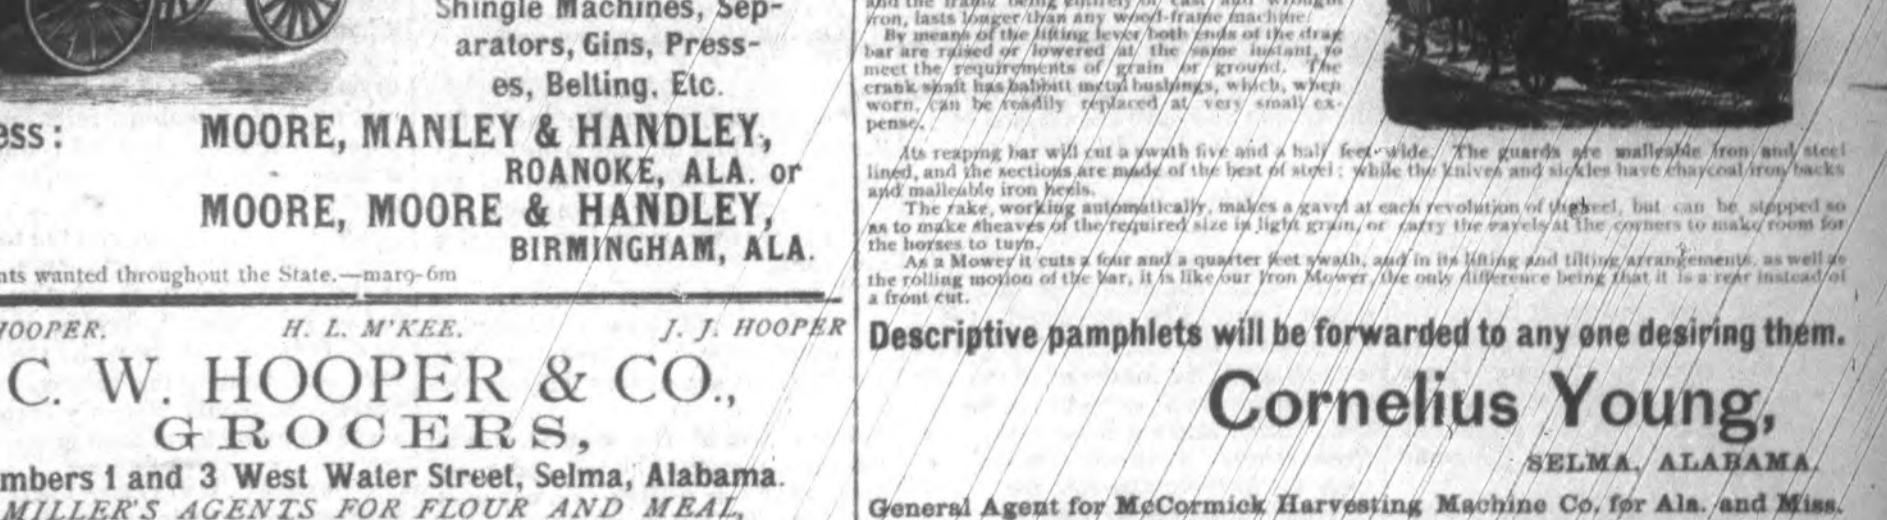 Shingle Machines, Sep-
arators, Gins, Press-
es, Belting, Etc.
ess:
MOORE, MANLEY & HANDLEY,
ROANOKE, ALA. or
MOORE, MOORE & HANDLEY,
BIRMINGHAM, ALA.
nts wanted throughout the State.—mar9-6m
HOOPER. H. L. M'KEE. J. J. HOOPER
C. W. HOOPER & CO.,
GROCERS,
mbers 1 and 3 West Water Street, Selma, Alabama.
MILLER'S AGENTS FOR FLOUR AND MEAL,
and the frame being entirely of cast and wrought
iron, lasts longer than any wood-frame machine.
By means of the lifting lever both ends of the drag
bar are raised or lowered at the same instant, to
meet the requirements of grain or ground. The
crank shaft has babbitt metal bushings, which, when
worn, can be readily replaced at very small ex-
pense.
Its reaping bar will cut a swath five and a half feet wide. The guards are malleable iron and steel
lined, and the sections are made of the best of steel; while the knives and sickles have charcoal iron backs
and malleable iron heels.
The rake, working automatically, makes a gavel at each revolution of the wheel, but can be stopped so
as to make sheaves of the required size in light grain, or carry the gavels at the corners to make room for
the horses to turn.
As a Mower it cuts a four and a quarter feet swath, and in its lifting and tilting arrangements, as well as
the rolling motion of the bar, it is like our Iron Mower, the only difference being that it is a rear instead of
a front cut.
Descriptive pamphlets will be forwarded to any one desiring them.
Cornelius Young,
SELMA, ALABAMA.
General Agent for McCormick Harvesting Machine Co. for Ala. and Miss.